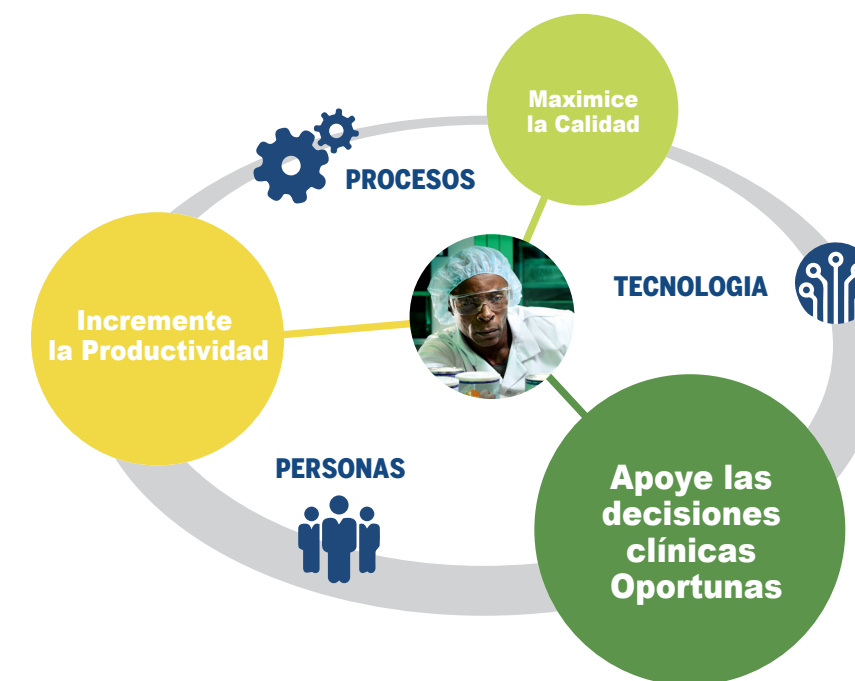 Maximice
la Calidad
PROCESOS
TECNOLOGIA
Incremente
la Productividad
PERSONAS
Apoye las
decisiones
clínicas
Oportunas